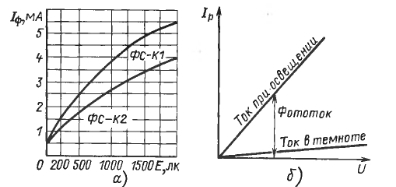 Iф, мА
5
4
3
2
1
0
200 500 1000 1500 E, лк
ФС-К1
ФС-К2
а)
Iр
Ток при освещении
Фототок
Ток в темноте
U
б)